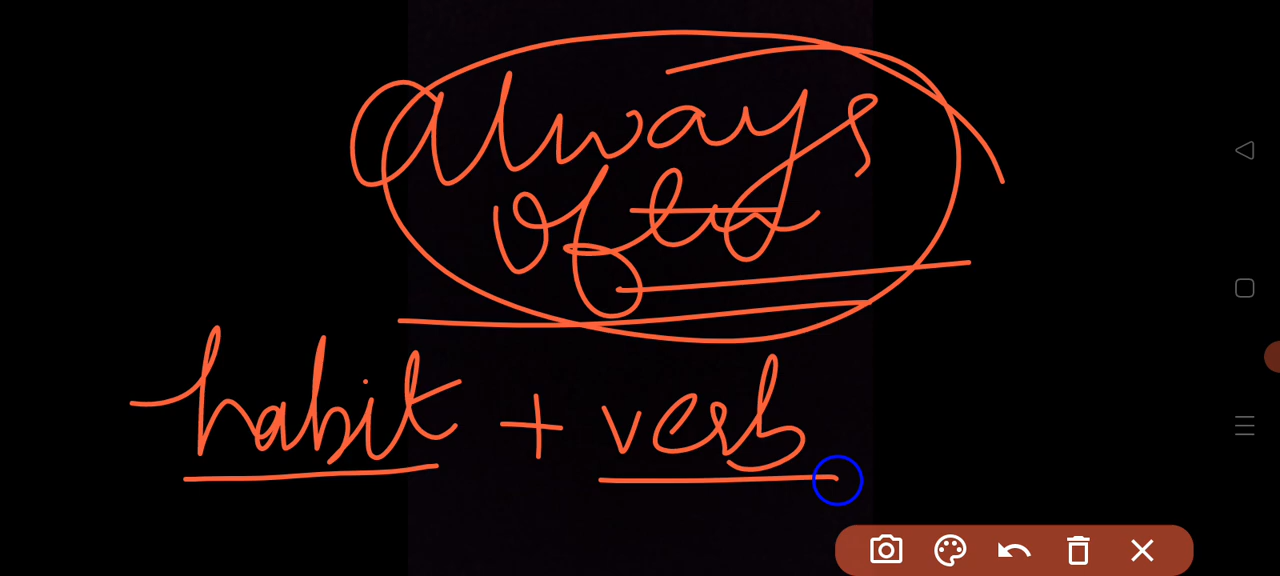 always
often
habit + verb